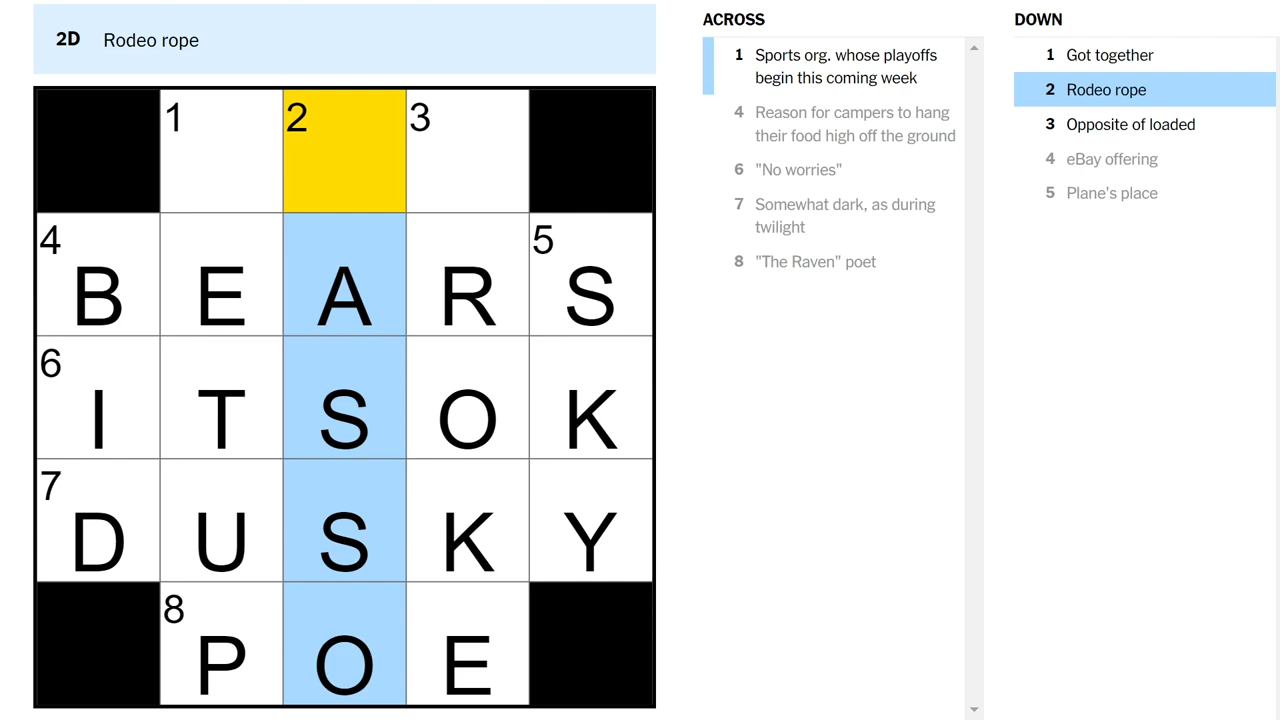 2D Rodeo rope
1 2 3
4 B E A R 5 S
6 I T S O K
7 D U S K Y
8 P O E
ACROSS
1 Sports org. whose playoffs
begin this coming week
4 Reason for campers to hang
their food high off the ground
6 "No worries"
7 Somewhat dark, as during
twilight
8 "The Raven" poet
DOWN
1 Got together
2 Rodeo rope
3 Opposite of loaded
4 eBay offering
5 Plane's place